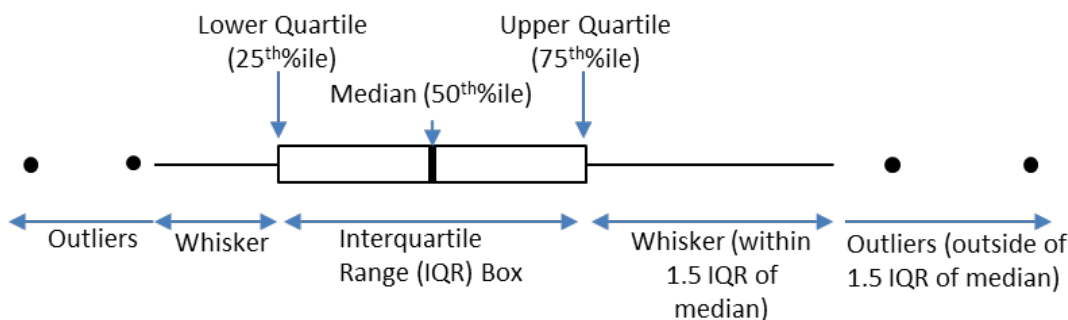 Lower Quartile
(25th%ile)
Upper Quartile
(75th%ile)
Median (50th%ile)
Outliers
Whisker
Interquartile
Range (IQR) Box
Whisker (within
1.5 IQR of
median)
Outliers (outside of
1.5 IQR of median)